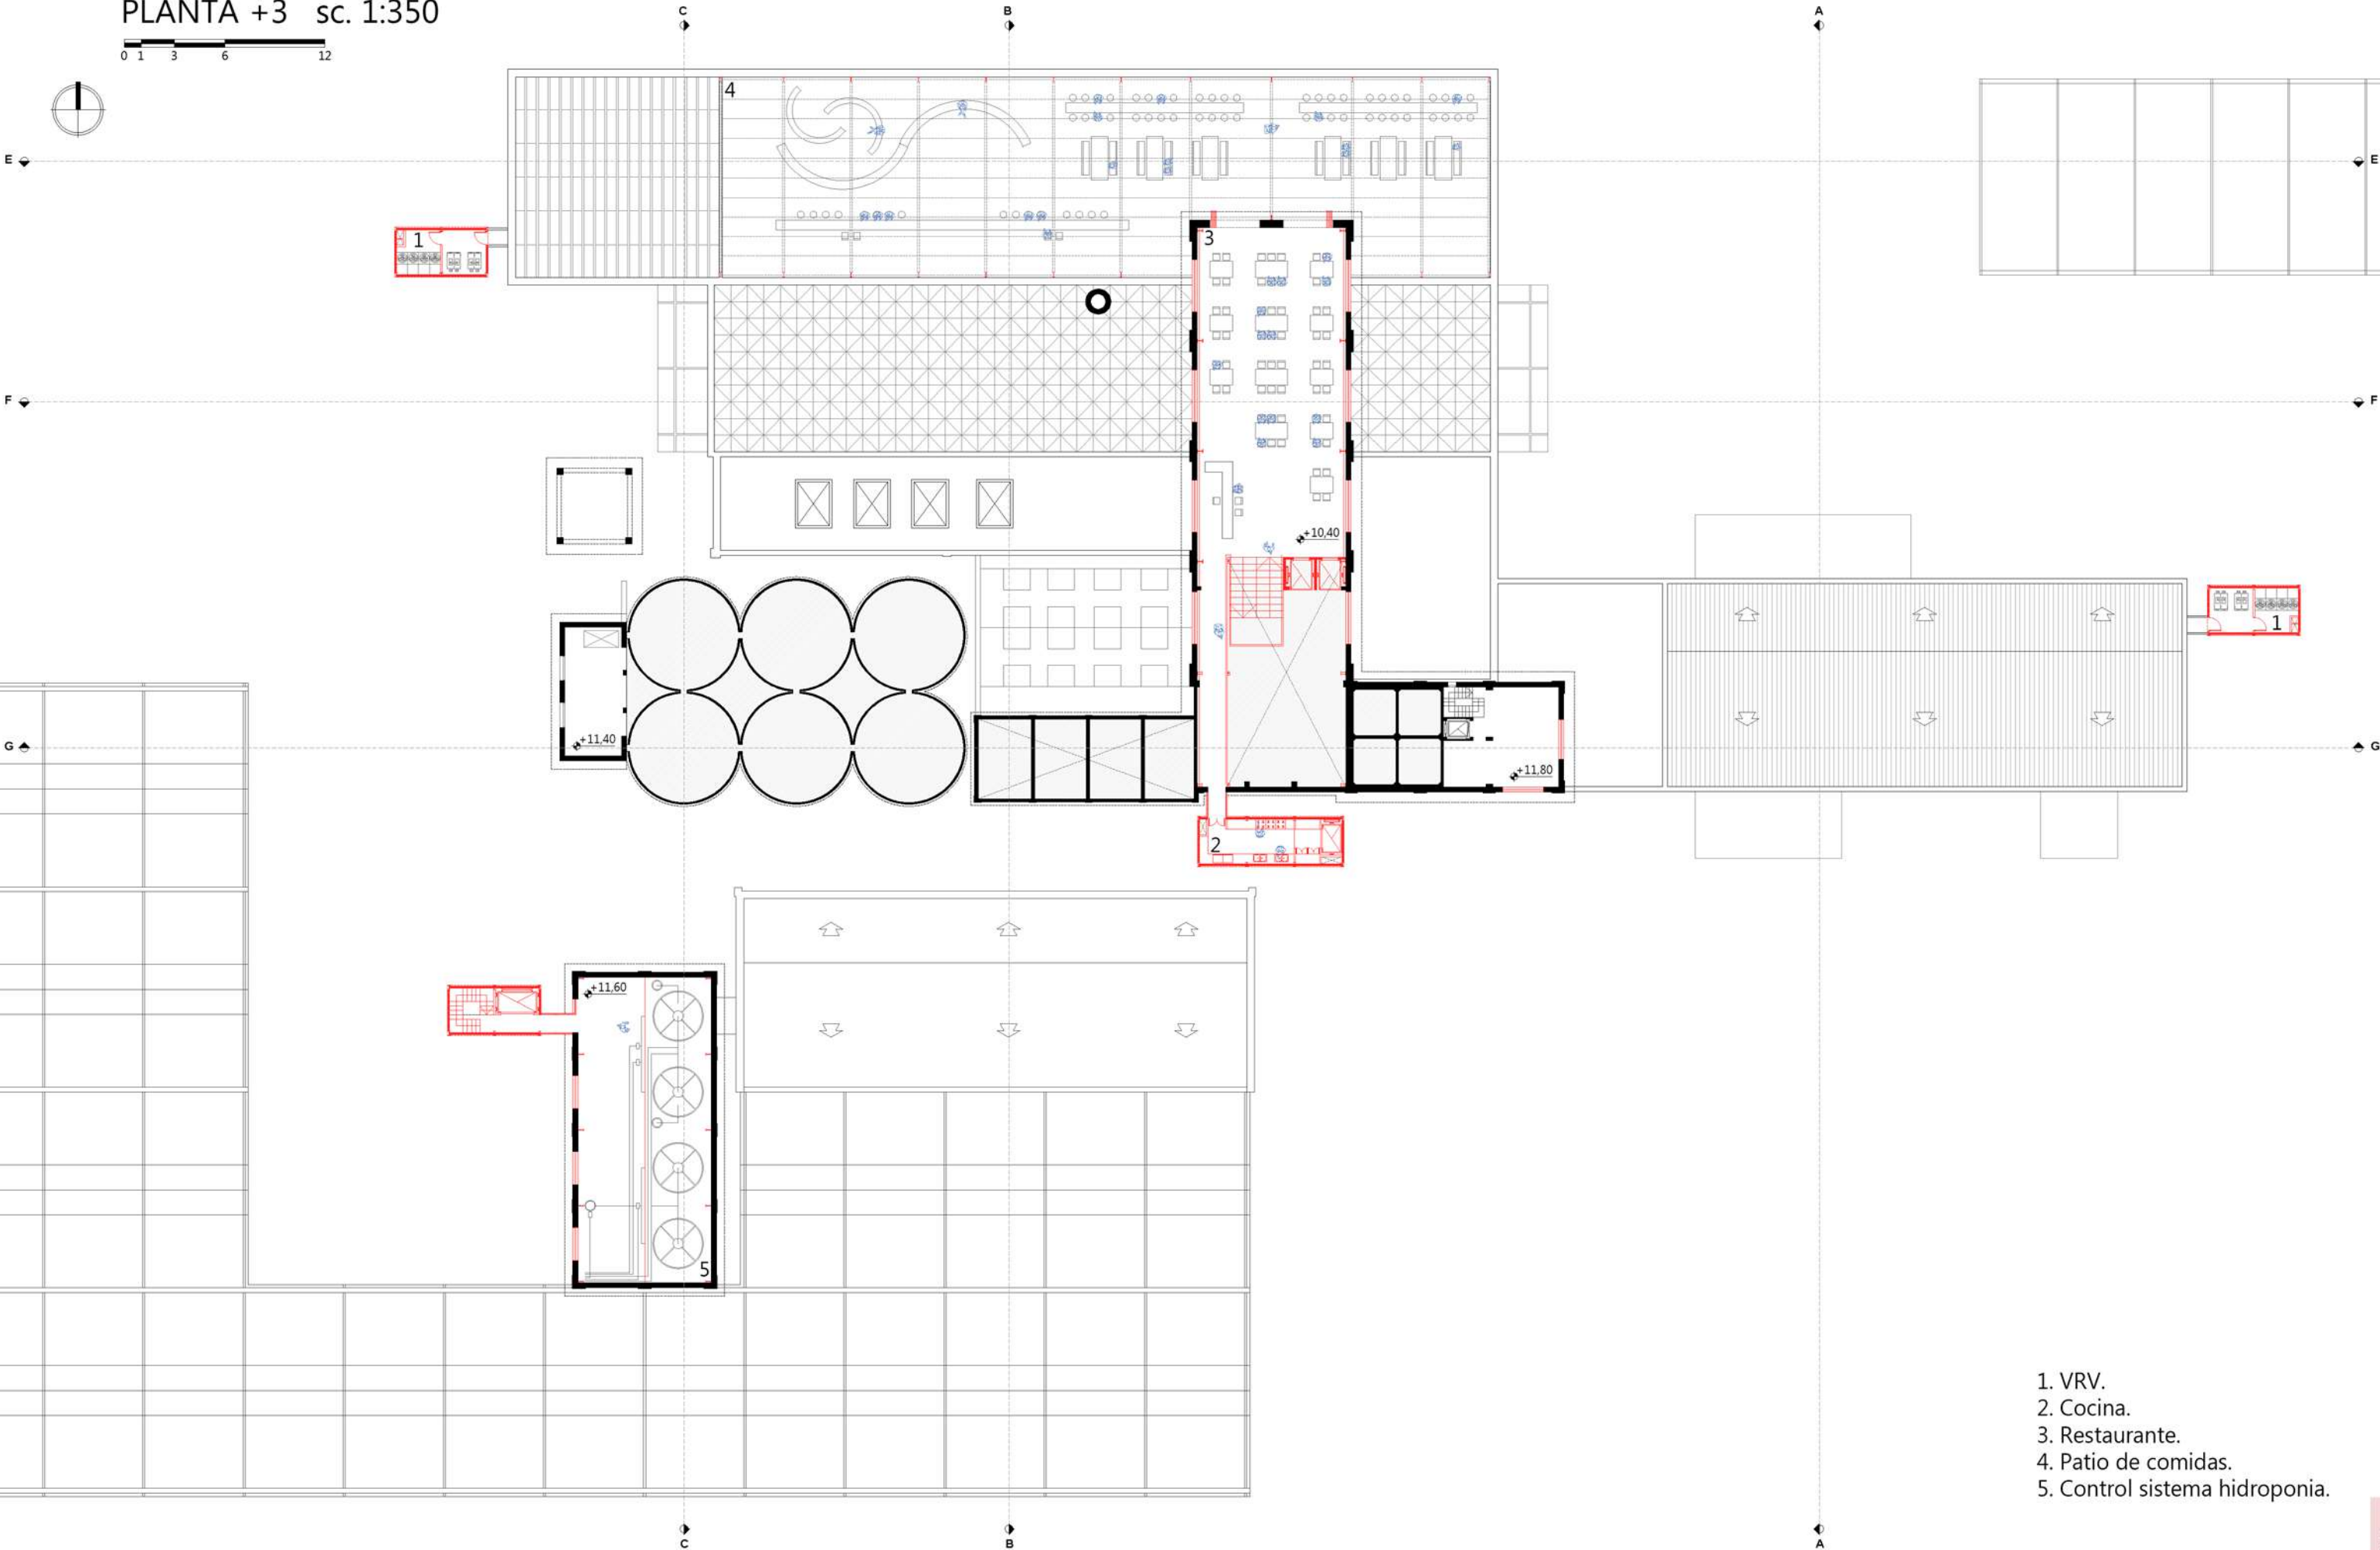 PLANTA +3 sc. 1:350
0 1 3 6 12
C B A
4
E E
1
3
F F
+10,40
1
G +11,40 +11,80 G
2
+11,60
5
1. VRV.
2. Cocina.
3. Restaurante.
4. Patio de comidas.
5. Control sistema hidroponia.
C B A